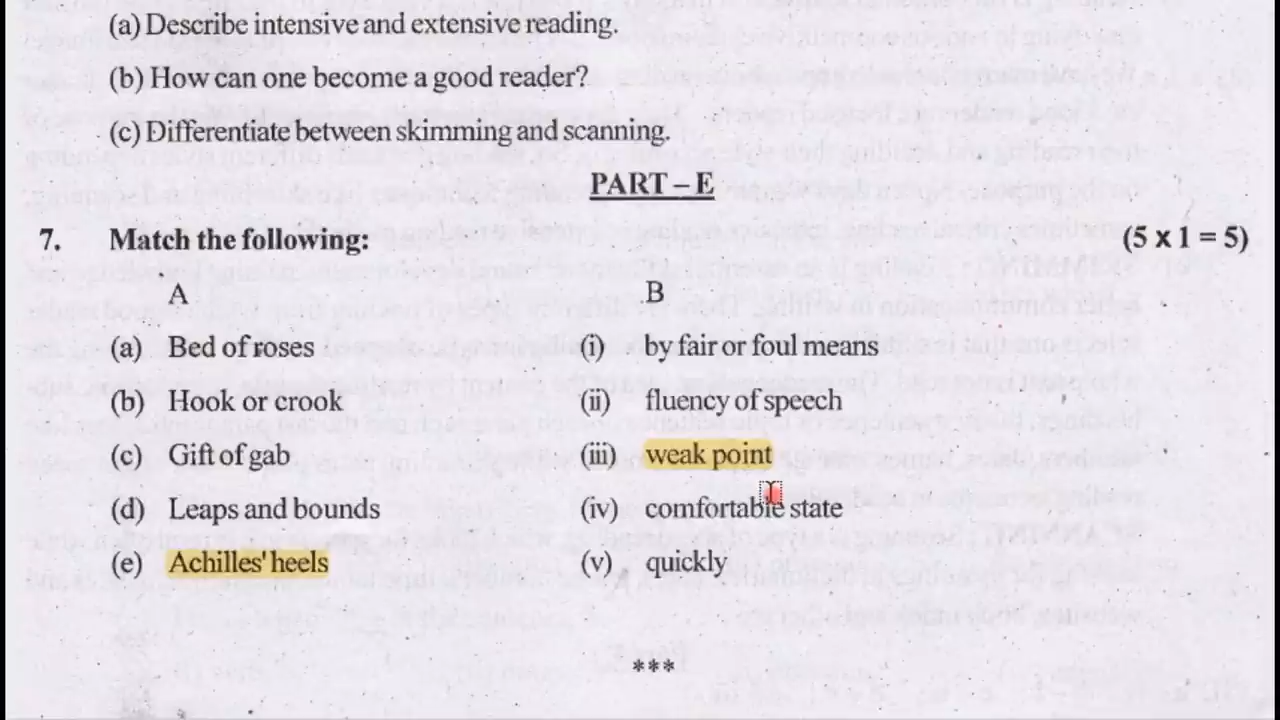 (a) Describe intensive and extensive reading.
(b) How can one become a good reader?
(c) Differentiate between skimming and scanning.
PART – E
7. Match the following: (5 x 1 = 5)
A B
(a) Bed of roses (i) by fair or foul means
(b) Hook or crook (ii) fluency of speech
(c) Gift of gab (iii) weak point
(d) Leaps and bounds (iv) comfortable state
(e) Achilles' heels (v) quickly
***